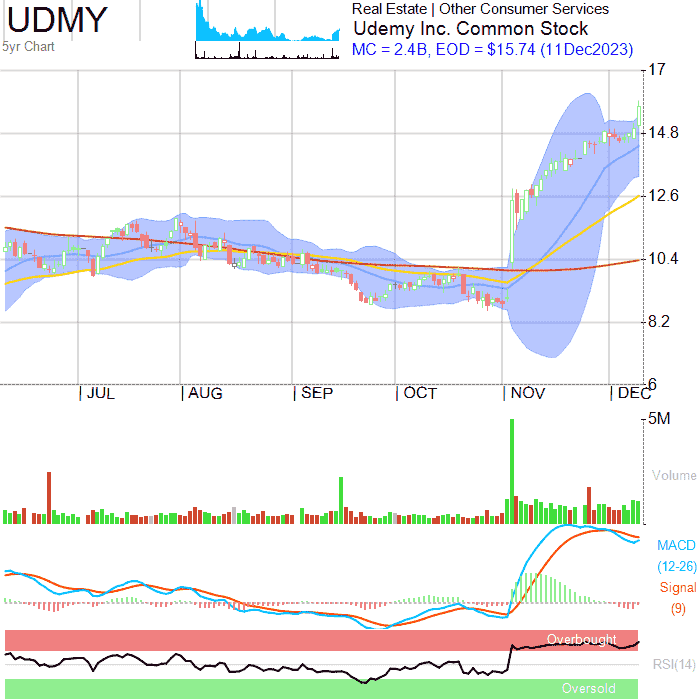 UDMY
5yr Chart
Real Estate | Other Consumer Services
Udemy Inc. Common Stock
MC = 2.4B, EOD = $15.74 (11Dec2023)
17
14.8
12.6
10.4
8.2
6
| JUL | AUG | SEP | OCT | NOV | DEC
5M
Volume
MACD
(12-26)
Signal
(9)
Overbought
RSI(14)
Oversold